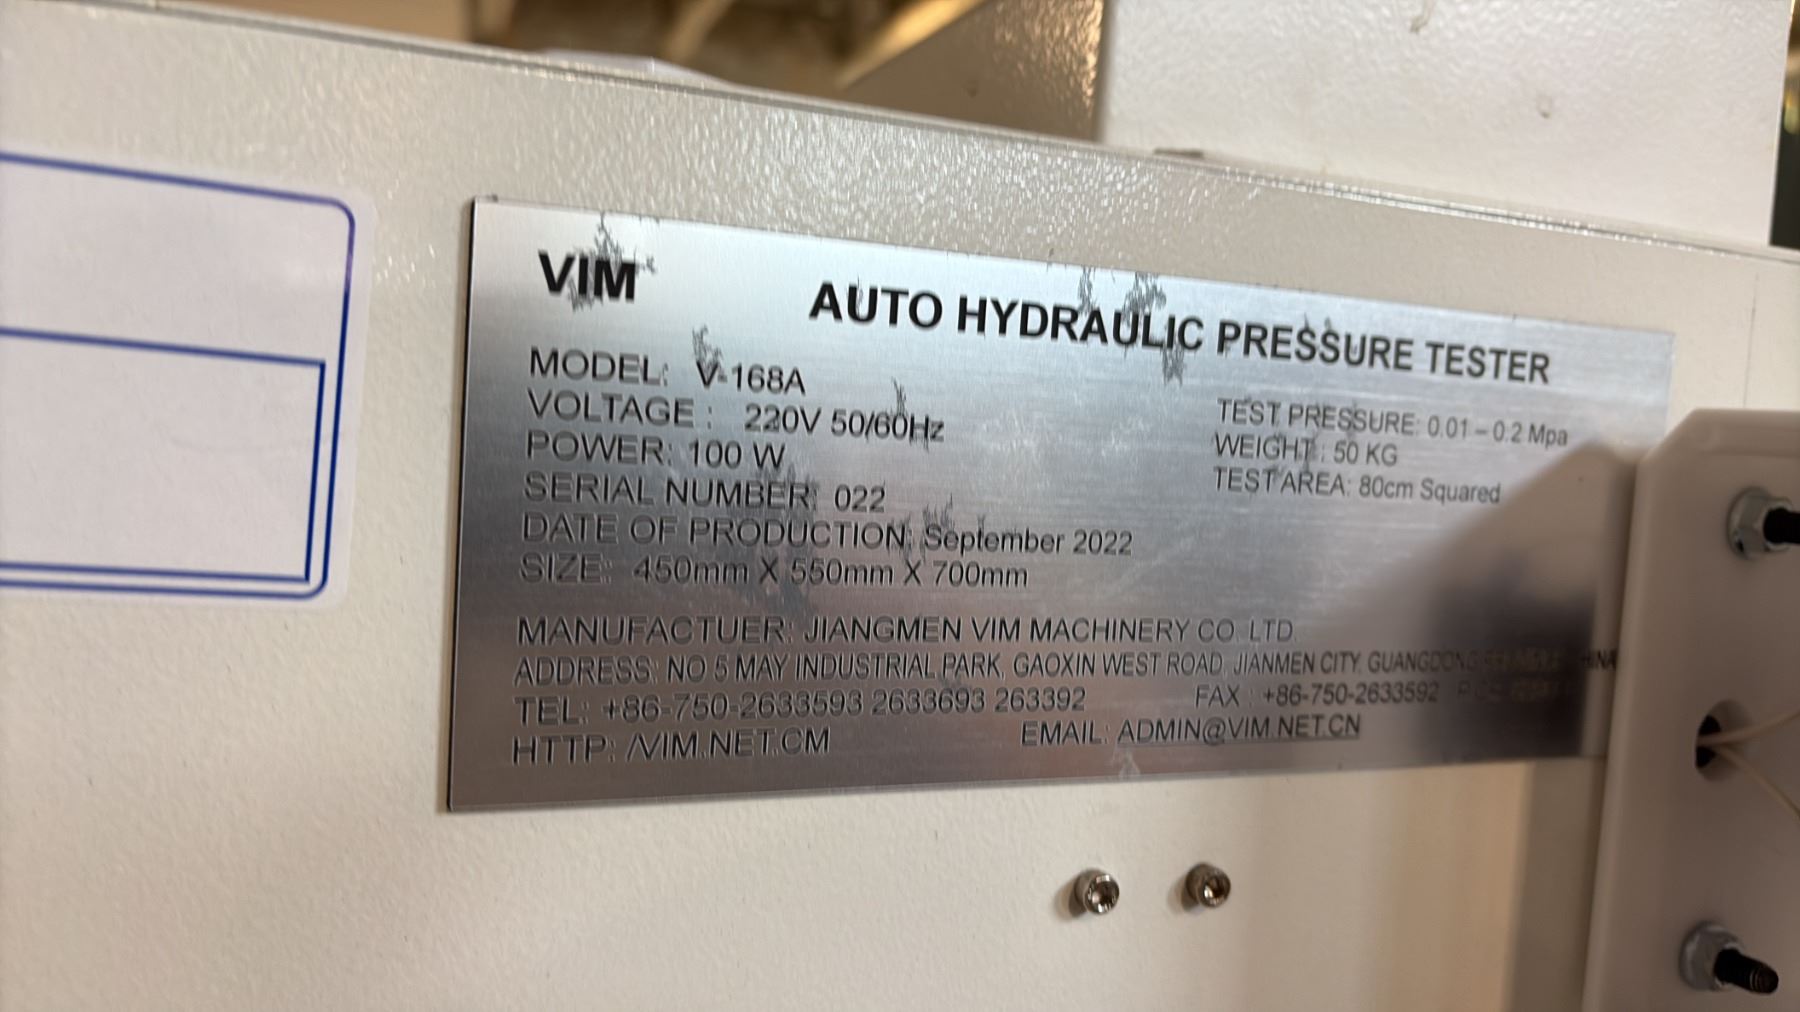 VIM
AUTO HYDRAULIC PRESSURE TESTER
MODEL: V-168A
VOLTAGE : 220V 50/60Hz
POWER: 100 W
SERIAL NUMBER: 022
DATE OF PRODUCTION: September 2022
SIZE: 450mm X 550mm X 700mm
TEST PRESSURE: 0.01 – 0.2 Mpa
WEIGHT : 50 KG
TEST AREA: 80cm Squared
MANUFACTUER: JIANGMEN VIM MACHINERY CO. LTD.
ADDRESS: NO 5 MAY INDUSTRIAL PARK, GAOXIN WEST ROAD, JIANMEN CITY, GUANGDONG CHINA
TEL: +86-750-2633593 2633693 263392 FAX : +86-750-2633592
HTTP: /VIM.NET.CM EMAIL: ADMIN@VIM.NET.CN